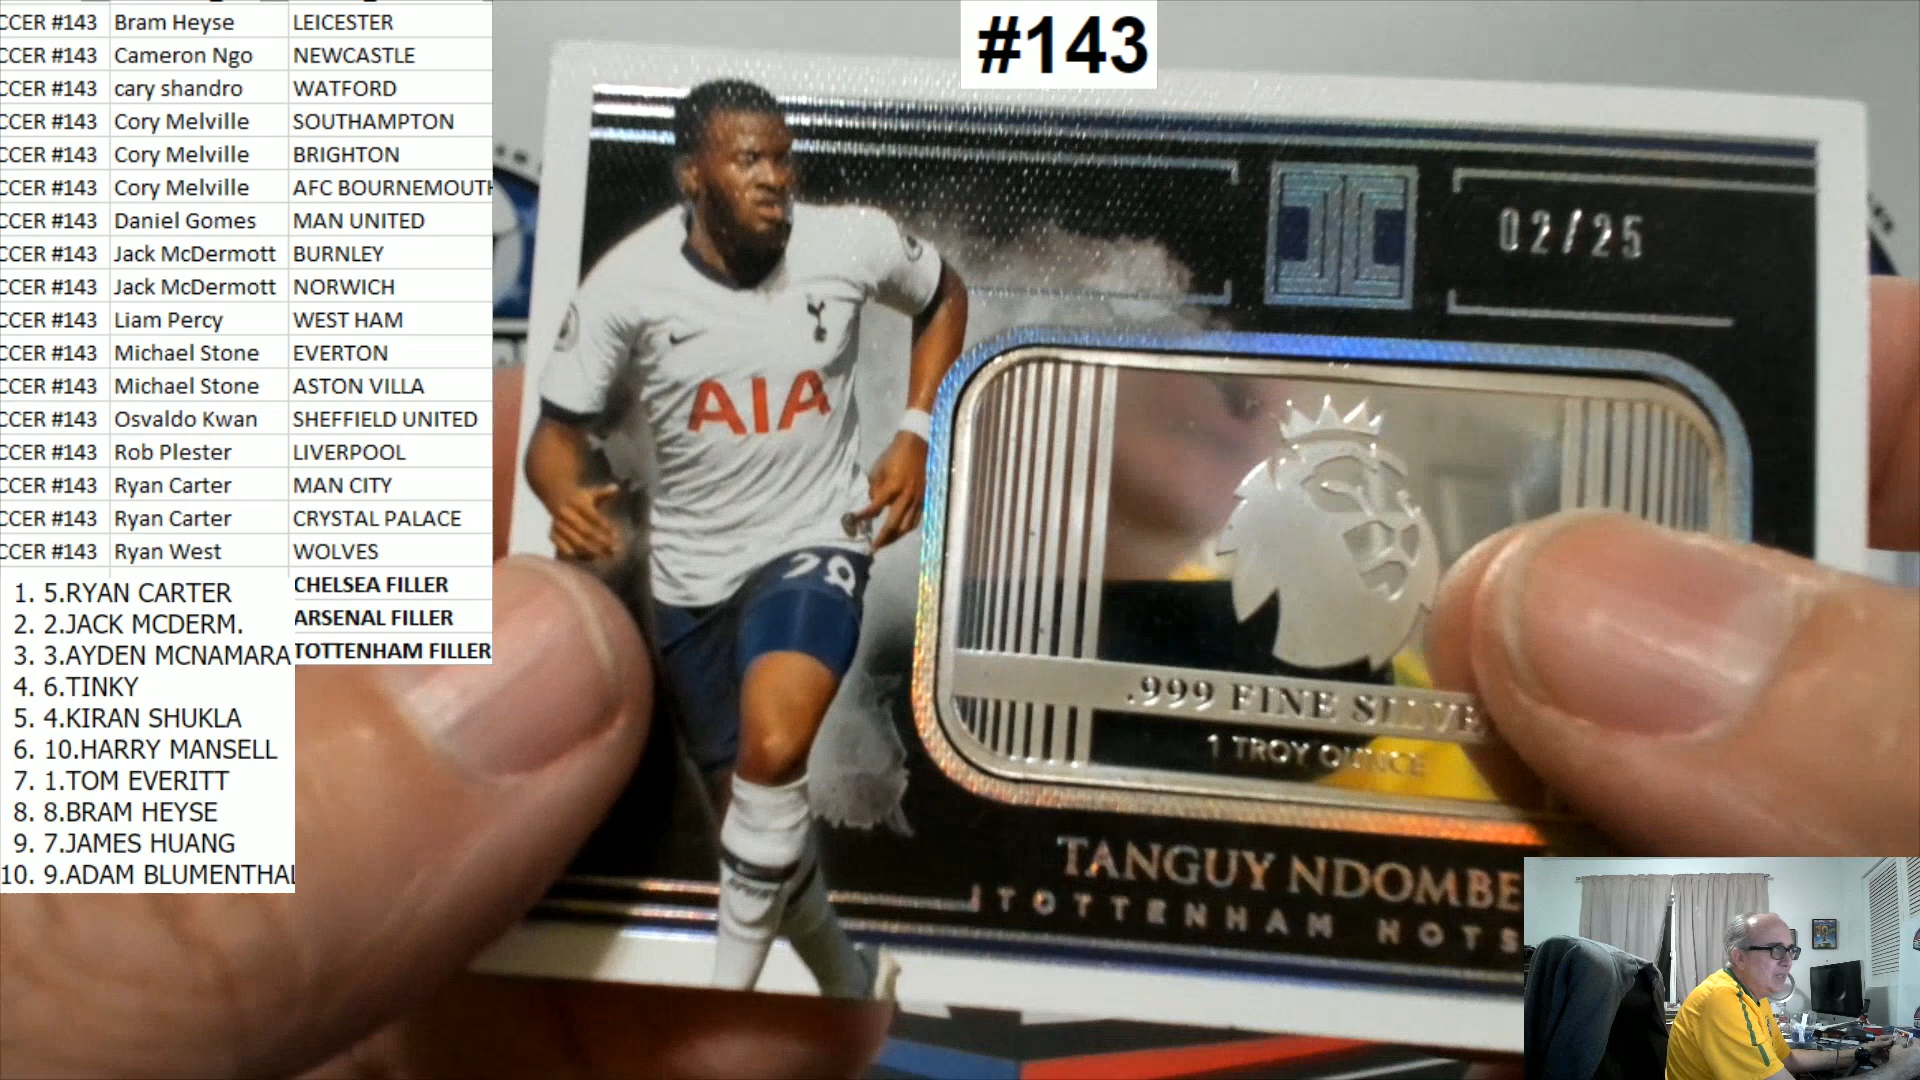 #143
CCER #143 Bram Heyse LEICESTER
CCER #143 Cameron Ngo NEWCASTLE
CCER #143 cary shandro WATFORD
CCER #143 Cory Melville SOUTHAMPTON
CCER #143 Cory Melville BRIGHTON
CCER #143 Cory Melville AFC BOURNEMOUTH
CCER #143 Daniel Gomes MAN UNITED
CCER #143 Jack McDermott BURNLEY
CCER #143 Jack McDermott NORWICH
CCER #143 Liam Percy WEST HAM
CCER #143 Michael Stone EVERTON
CCER #143 Michael Stone ASTON VILLA
CCER #143 Osvaldo Kwan SHEFFIELD UNITED
CCER #143 Rob Plester LIVERPOOL
CCER #143 Ryan Carter MAN CITY
CCER #143 Ryan Carter CRYSTAL PALACE
CCER #143 Ryan West WOLVES
CHELSEA FILLER
ARSENAL FILLER
TOTTENHAM FILLER
1. 5.RYAN CARTER
2. 2.JACK MCDERM.
3. 3.AYDEN MCNAMARA
4. 6.TINKY
5. 4.KIRAN SHUKLA
6. 10.HARRY MANSELL
7. 1.TOM EVERITT
8. 8.BRAM HEYSE
9. 7.JAMES HUANG
10. 9.ADAM BLUMENTHAL
02/25
AIA
28
.999 FINE SILVE
1 TROY OUNCE
TANGUY NDOMBE
TOTTENHAM HOTS